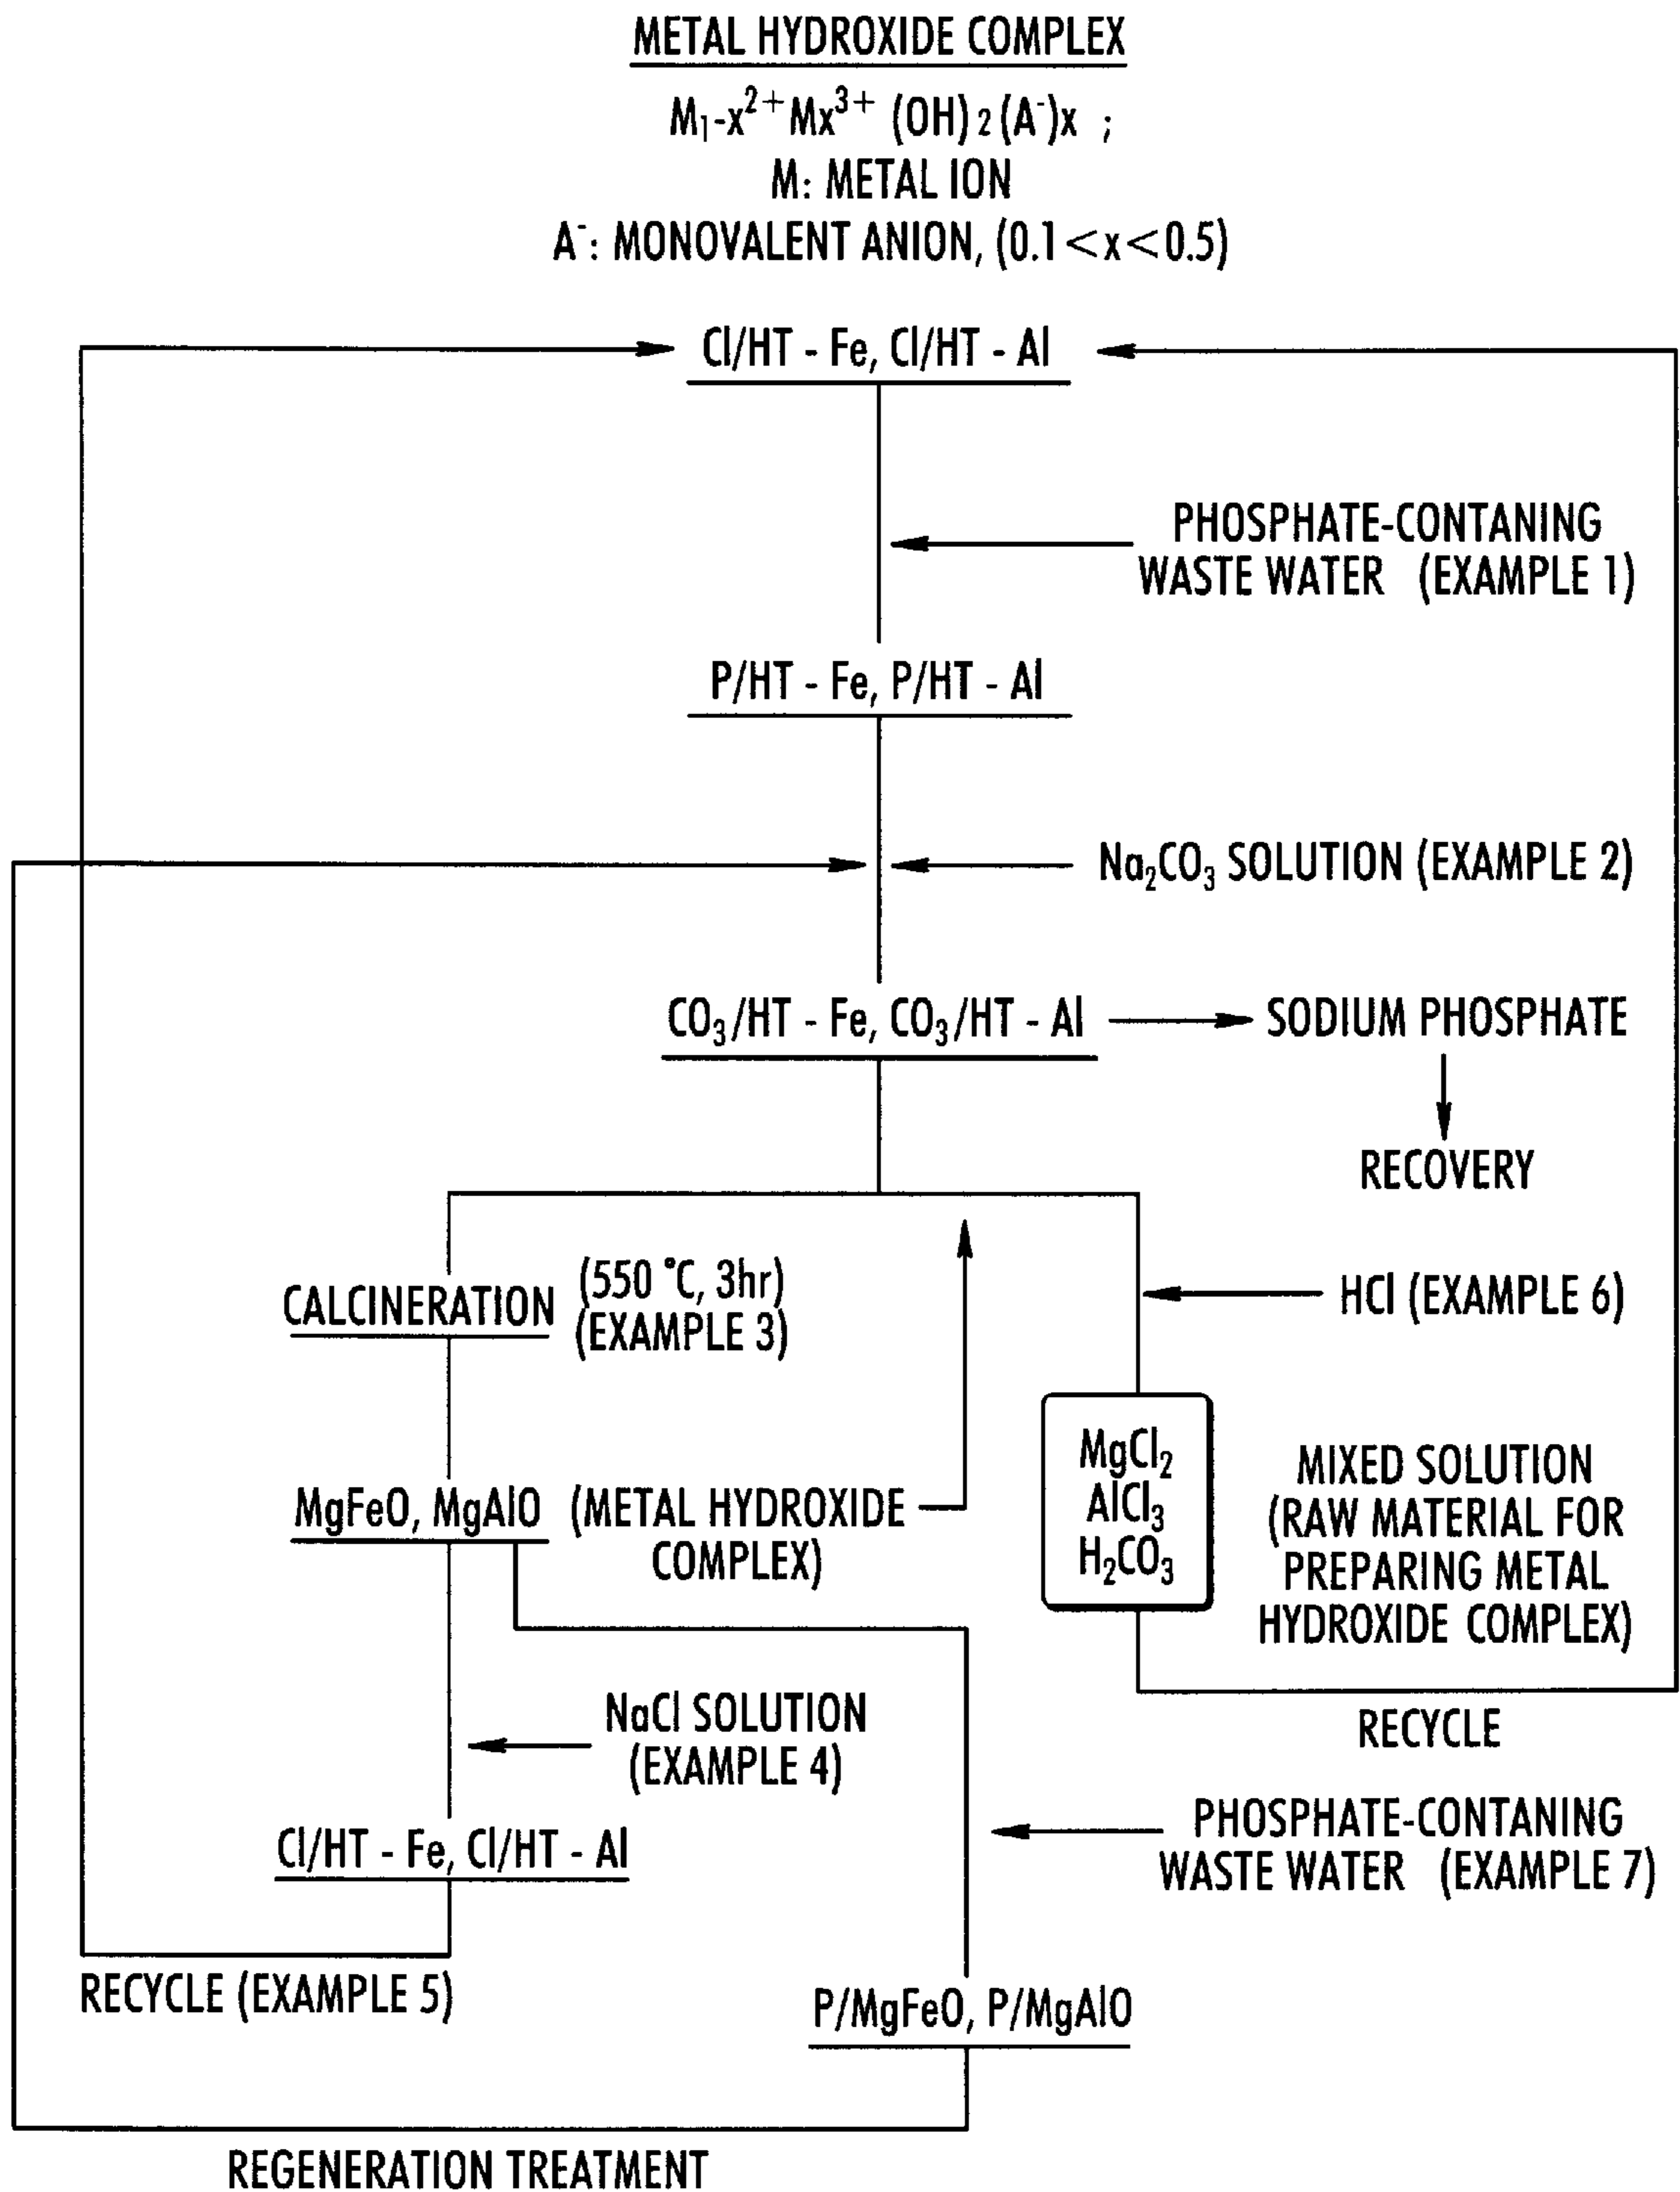 METAL HYDROXIDE COMPLEX
M₁-x²⁺Mx³⁺ (OH)₂(A⁻)x ;
M: METAL ION
A⁻: MONOVALENT ANION, (0.1<x<0.5)
Cl/HT - Fe, Cl/HT - Al
PHOSPHATE-CONTANING
WASTE WATER (EXAMPLE 1)
P/HT - Fe, P/HT - Al
Na₂CO₃ SOLUTION (EXAMPLE 2)
CO₃/HT - Fe, CO₃/HT - Al
SODIUM PHOSPHATE
RECOVERY
CALCINERATION
(550 °C, 3hr)
(EXAMPLE 3)
HCl (EXAMPLE 6)
MgFeO, MgAlO
(METAL HYDROXIDE
COMPLEX)
MgCl₂
AlCl₃
H₂CO₃
MIXED SOLUTION
(RAW MATERIAL FOR
PREPARING METAL
HYDROXIDE COMPLEX)
RECYCLE
NaCl SOLUTION
(EXAMPLE 4)
Cl/HT - Fe, Cl/HT - Al
PHOSPHATE-CONTANING
WASTE WATER (EXAMPLE 7)
RECYCLE (EXAMPLE 5)
P/MgFeO, P/MgAlO
REGENERATION TREATMENT